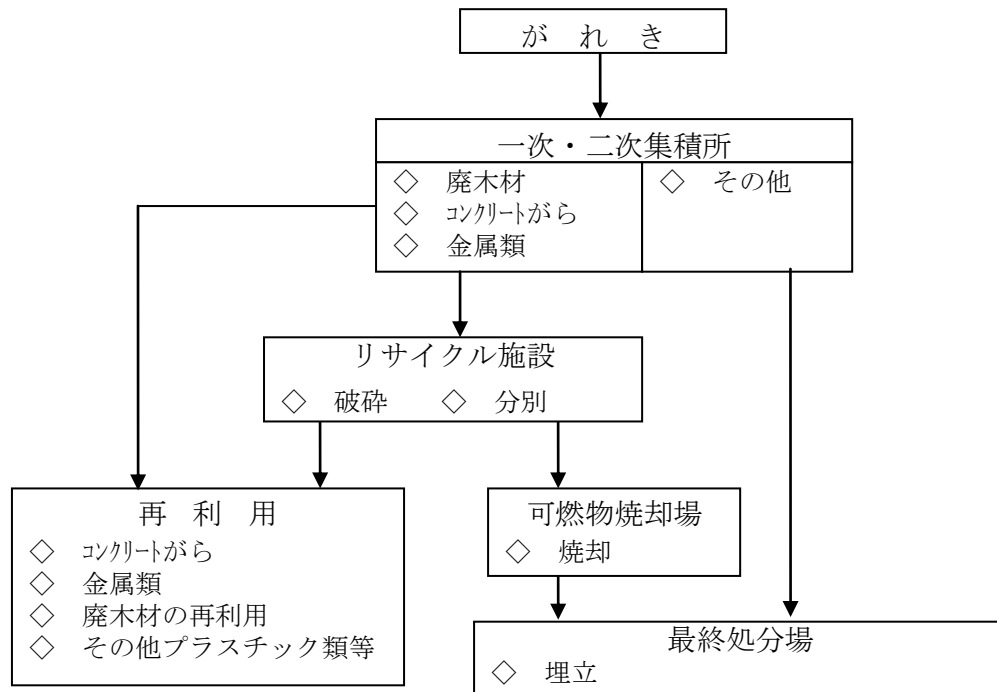 がれき
一次・二次集積所
◇ 廃木材
◇ ｺﾝｸﾘｰﾄがら
◇ 金属類
◇ その他
リサイクル施設
◇ 破砕 ◇ 分別
再利用
◇ ｺﾝｸﾘｰﾄがら
◇ 金属類
◇ 廃木材の再利用
◇ その他プラスチック類等
可燃物焼却場
◇ 焼却
最終処分場
◇ 埋立